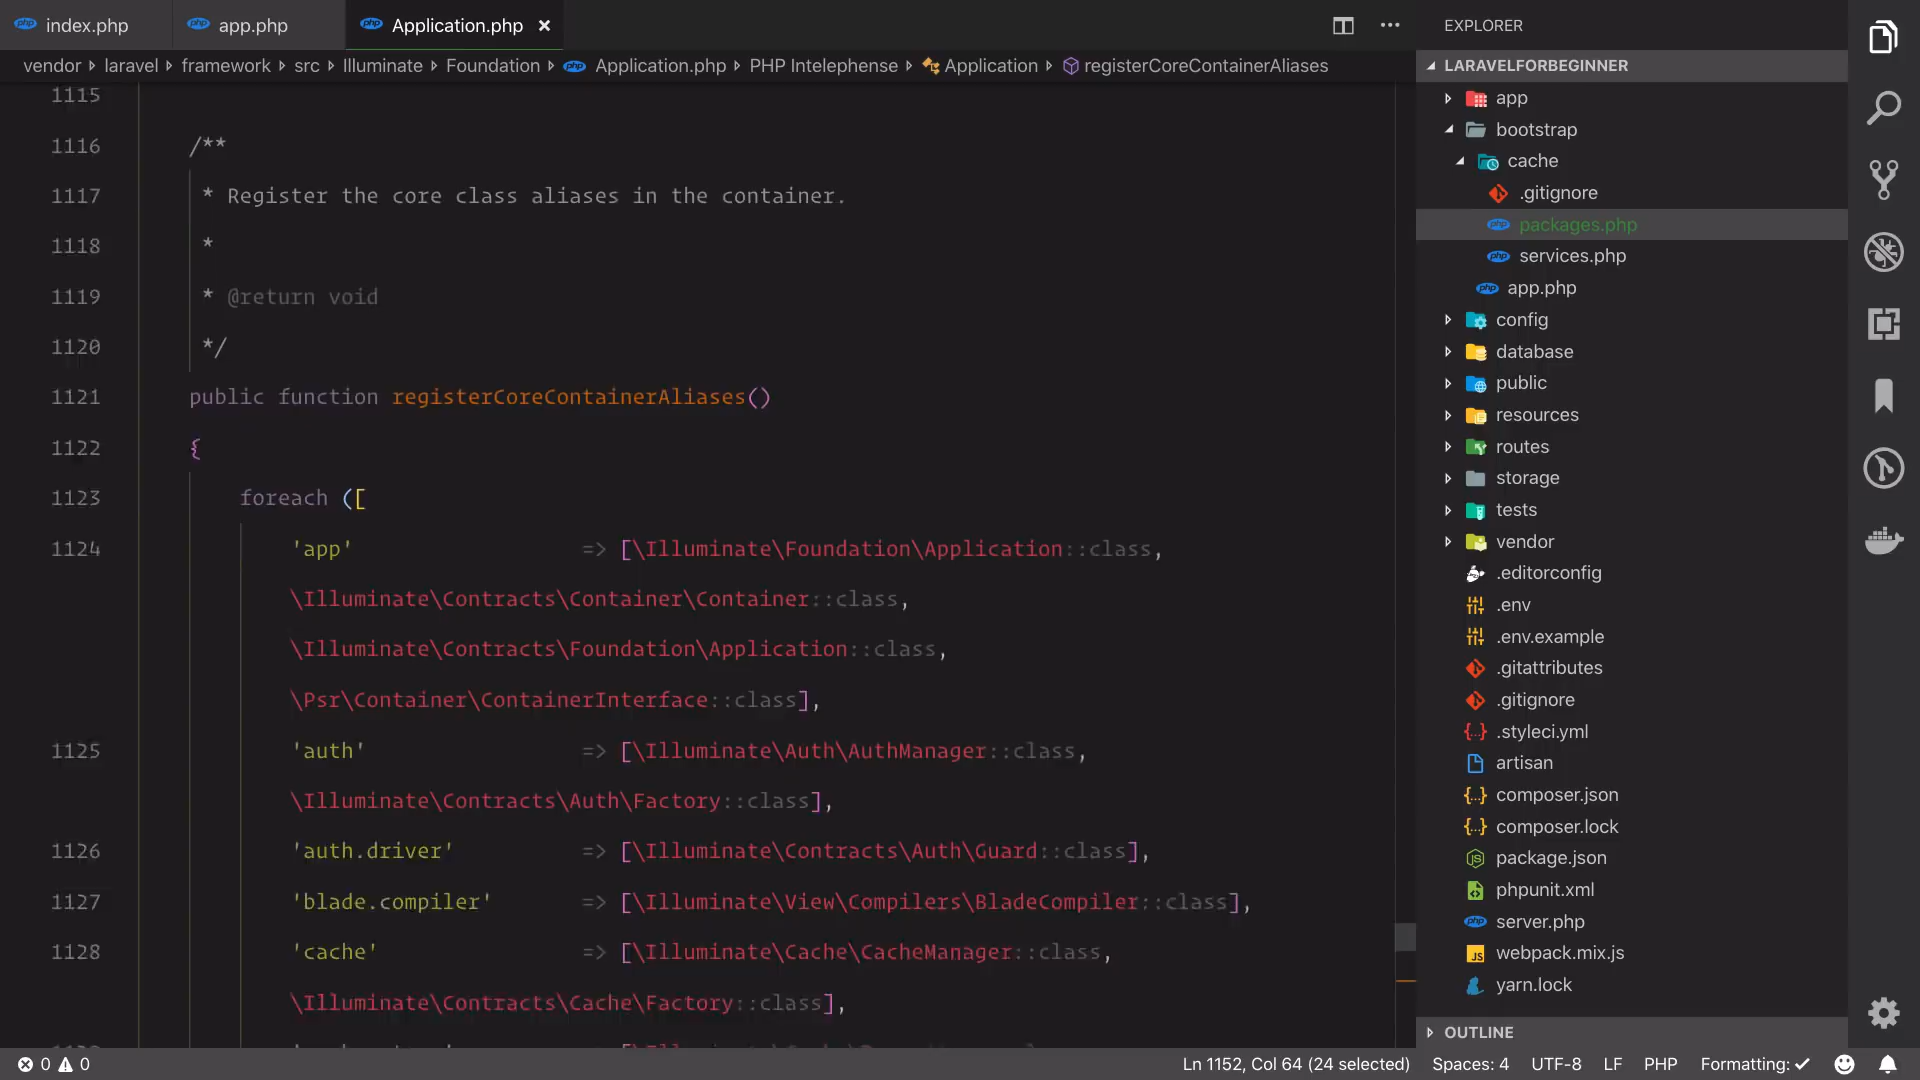 index.php
app.php
Application.php
EXPLORER
vendor laravel framework src Illuminate Foundation Application.php PHP Intelephense Application registerCoreContainerAliases
LARAVELFORBEGINNER
1115
1116 /**
1117 * Register the core class aliases in the container.
1118 *
1119 * @return void
1120 */
1121 public function registerCoreContainerAliases()
1122 {
1123 foreach ([
1124 'app' => [\Illuminate\Foundation\Application::class,
\Illuminate\Contracts\Container\Container::class,
\Illuminate\Contracts\Foundation\Application::class,
\Psr\Container\ContainerInterface::class],
1125 'auth' => [\Illuminate\Auth\AuthManager::class,
\Illuminate\Contracts\Auth\Factory::class],
1126 'auth.driver' => [\Illuminate\Contracts\Auth\Guard::class],
1127 'blade.compiler' => [\Illuminate\View\Compilers\BladeCompiler::class],
1128 'cache' => [\Illuminate\Cache\CacheManager::class,
\Illuminate\Contracts\Cache\Factory::class],
app
bootstrap
cache
.gitignore
packages.php
services.php
app.php
config
database
public
resources
routes
storage
tests
vendor
.editorconfig
.env
.env.example
.gitattributes
.gitignore
.styleci.yml
artisan
composer.json
composer.lock
package.json
phpunit.xml
server.php
webpack.mix.js
yarn.lock
OUTLINE
0 0
Ln 1152, Col 64 (24 selected) Spaces: 4 UTF-8 LF PHP Formatting: ✓